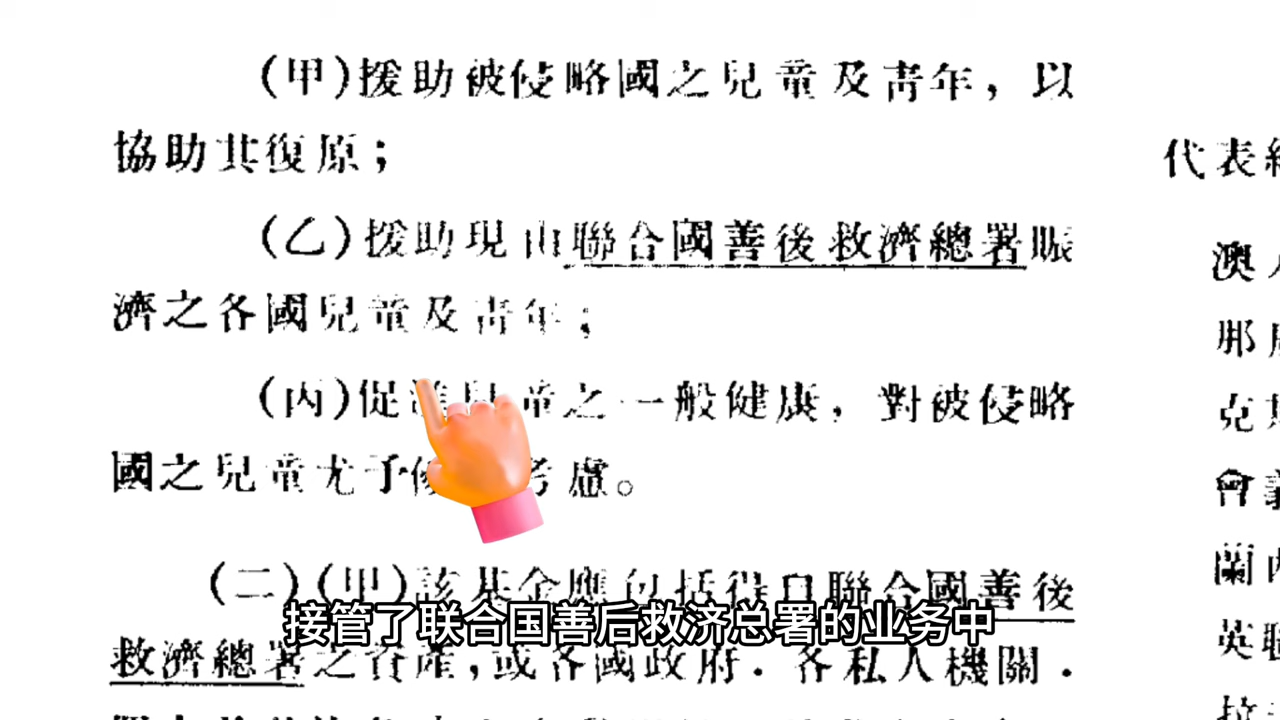 (甲)援助被侵略國之兒童及靑年，以
協助其復原；
(乙)援助現由聯合國善後救濟總署賑
濟之各國兒童及靑年；
(丙)促進兒童之一般健康，對被侵略
國之兒童尤予 考慮。
(二)(甲)該基金應包括得自聯合國善後
救濟總署之資產，或各國政府．各私人機關．
接管了联合国善后救济总署的业务中
代表
澳
那
克
會議
蘭
英聯
拉